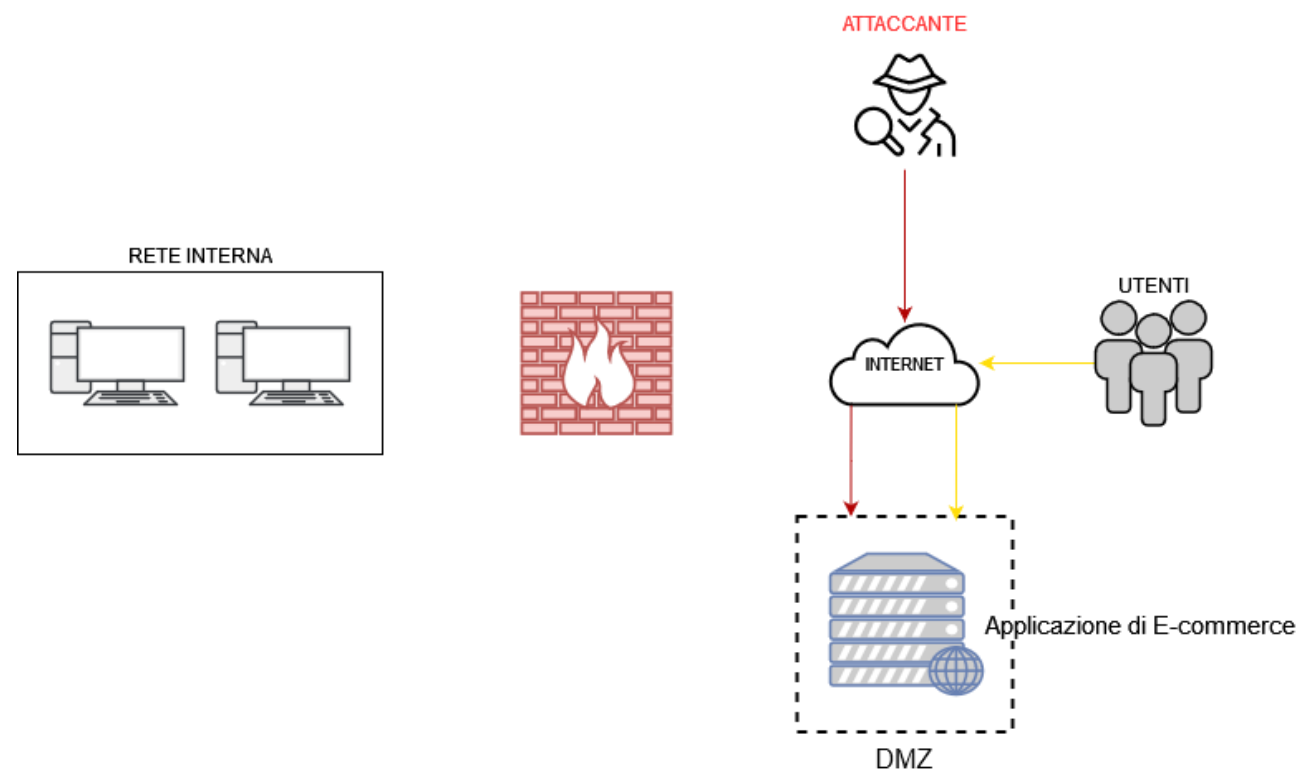 ATTACCANTE
RETE INTERNA
UTENTI
INTERNET
Applicazione di E-commerce
DMZ